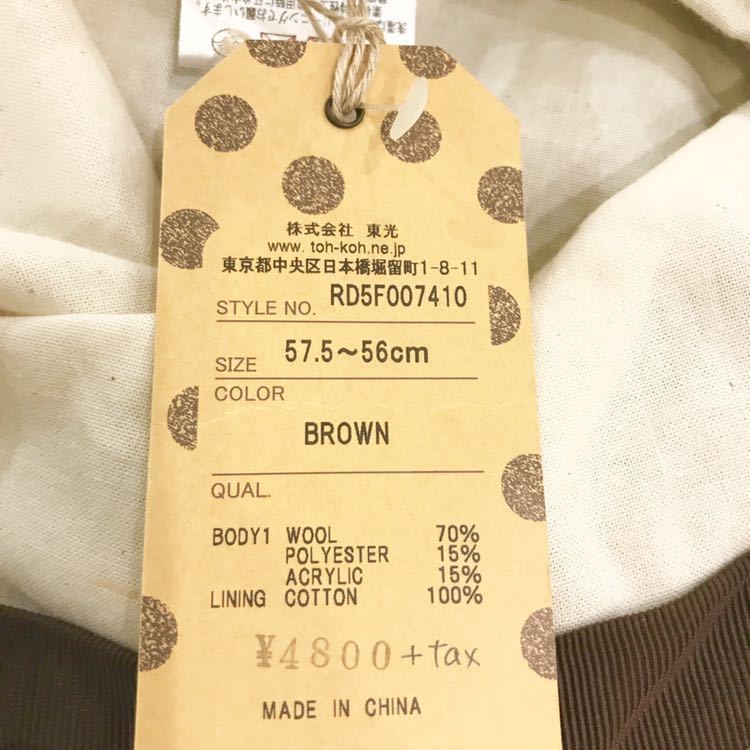 株式会社 東光
www.toh-koh.ne.jp
東京都中央区日本橋堀留町1-8-11
STYLE NO. RD5F007410
SIZE 57.5～56cm
COLOR
BROWN
QUAL.
BODY1 WOOL 70%
POLYESTER 15%
ACRYLIC 15%
LINING COTTON 100%
¥4800+tax
MADE IN CHINA